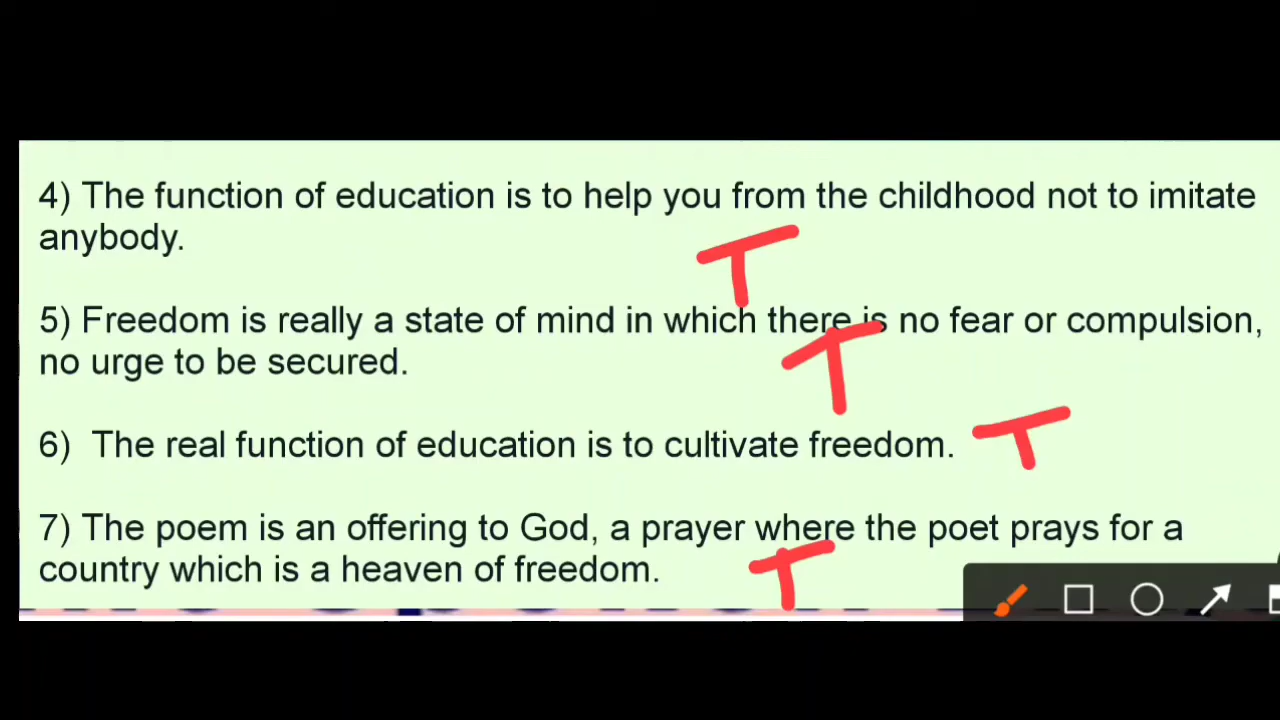 4) The function of education is to help you from the childhood not to imitate
anybody.
T
5) Freedom is really a state of mind in which there is no fear or compulsion,
no urge to be secured.
T
6)  The real function of education is to cultivate freedom. T
7) The poem is an offering to God, a prayer where the poet prays for a
country which is a heaven of freedom.
T